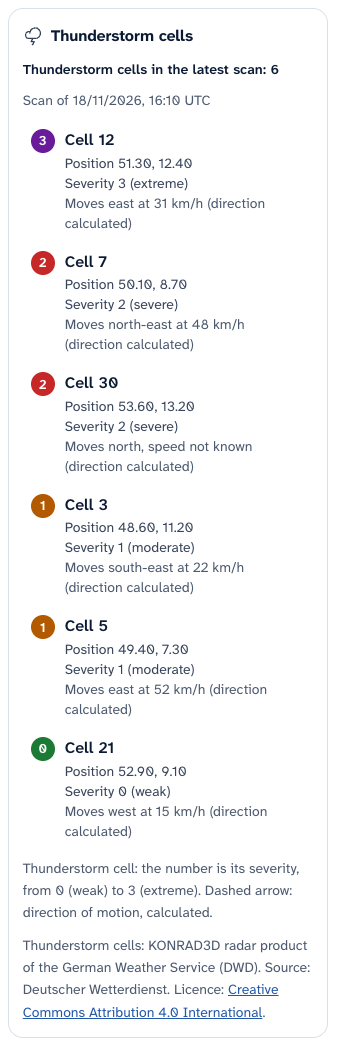 Thunderstorm cells
Thunderstorm cells in the latest scan: 6
Scan of 18/11/2026, 16:10 UTC
3 Cell 12
Position 51.30, 12.40
Severity 3 (extreme)
Moves east at 31 km/h (direction
calculated)
2 Cell 7
Position 50.10, 8.70
Severity 2 (severe)
Moves north-east at 48 km/h
(direction calculated)
2 Cell 30
Position 53.60, 13.20
Severity 2 (severe)
Moves north, speed not known
(direction calculated)
1 Cell 3
Position 48.60, 11.20
Severity 1 (moderate)
Moves south-east at 22 km/h
(direction calculated)
1 Cell 5
Position 49.40, 7.30
Severity 1 (moderate)
Moves east at 52 km/h (direction
calculated)
0 Cell 21
Position 52.90, 9.10
Severity 0 (weak)
Moves west at 15 km/h (direction
calculated)
Thunderstorm cell: the number is its severity,
from 0 (weak) to 3 (extreme). Dashed arrow:
direction of motion, calculated.
Thunderstorm cells: KONRAD3D radar product
of the German Weather Service (DWD). Source:
Deutscher Wetterdienst. Licence: Creative
Commons Attribution 4.0 International.